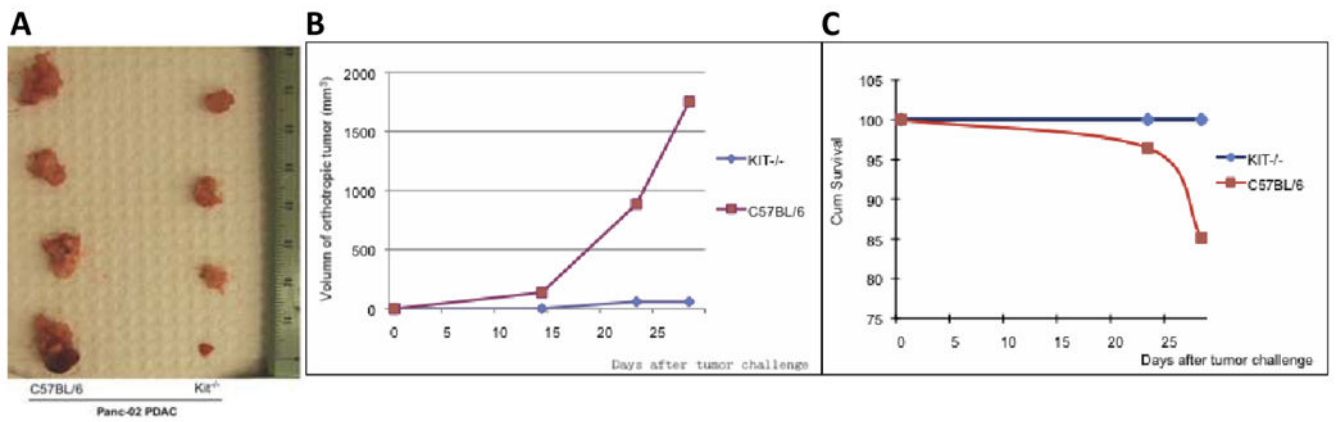 A
B
C
Volumn of orthotropic tumor (mm³)
2000
1500
1000
500
0
0
5
10
15
20
25
KIT-/-
C57BL/6
Days after tumor challenge
Cum Survival
105
100
95
90
85
80
75
0
5
10
15
20
25
KIT-/-
C57BL/6
Days after tumor challenge
C57BL/6 Kit-/-
Panc-02 PDAC